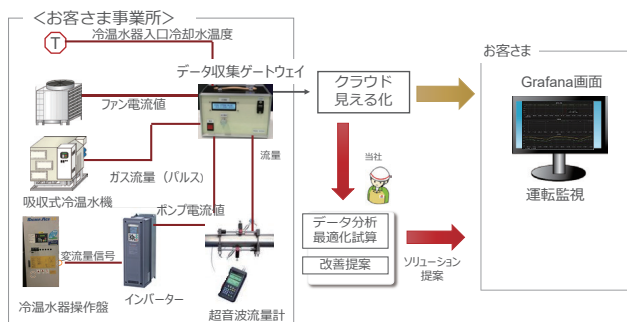 ＜お客さま事業所＞
T
冷温水器入口冷却水温度
データ収集ゲートウェイ
ファン電流値
ガス流量（パルス）
流量
吸収式冷温水機
ポンプ電流値
変流量信号
冷温水器操作盤
インバーター
超音波流量計
クラウド
見える化
当社
データ分析
最適化試算
改善提案
ソリューション
提案
お客さま
Grafana画面
運転監視